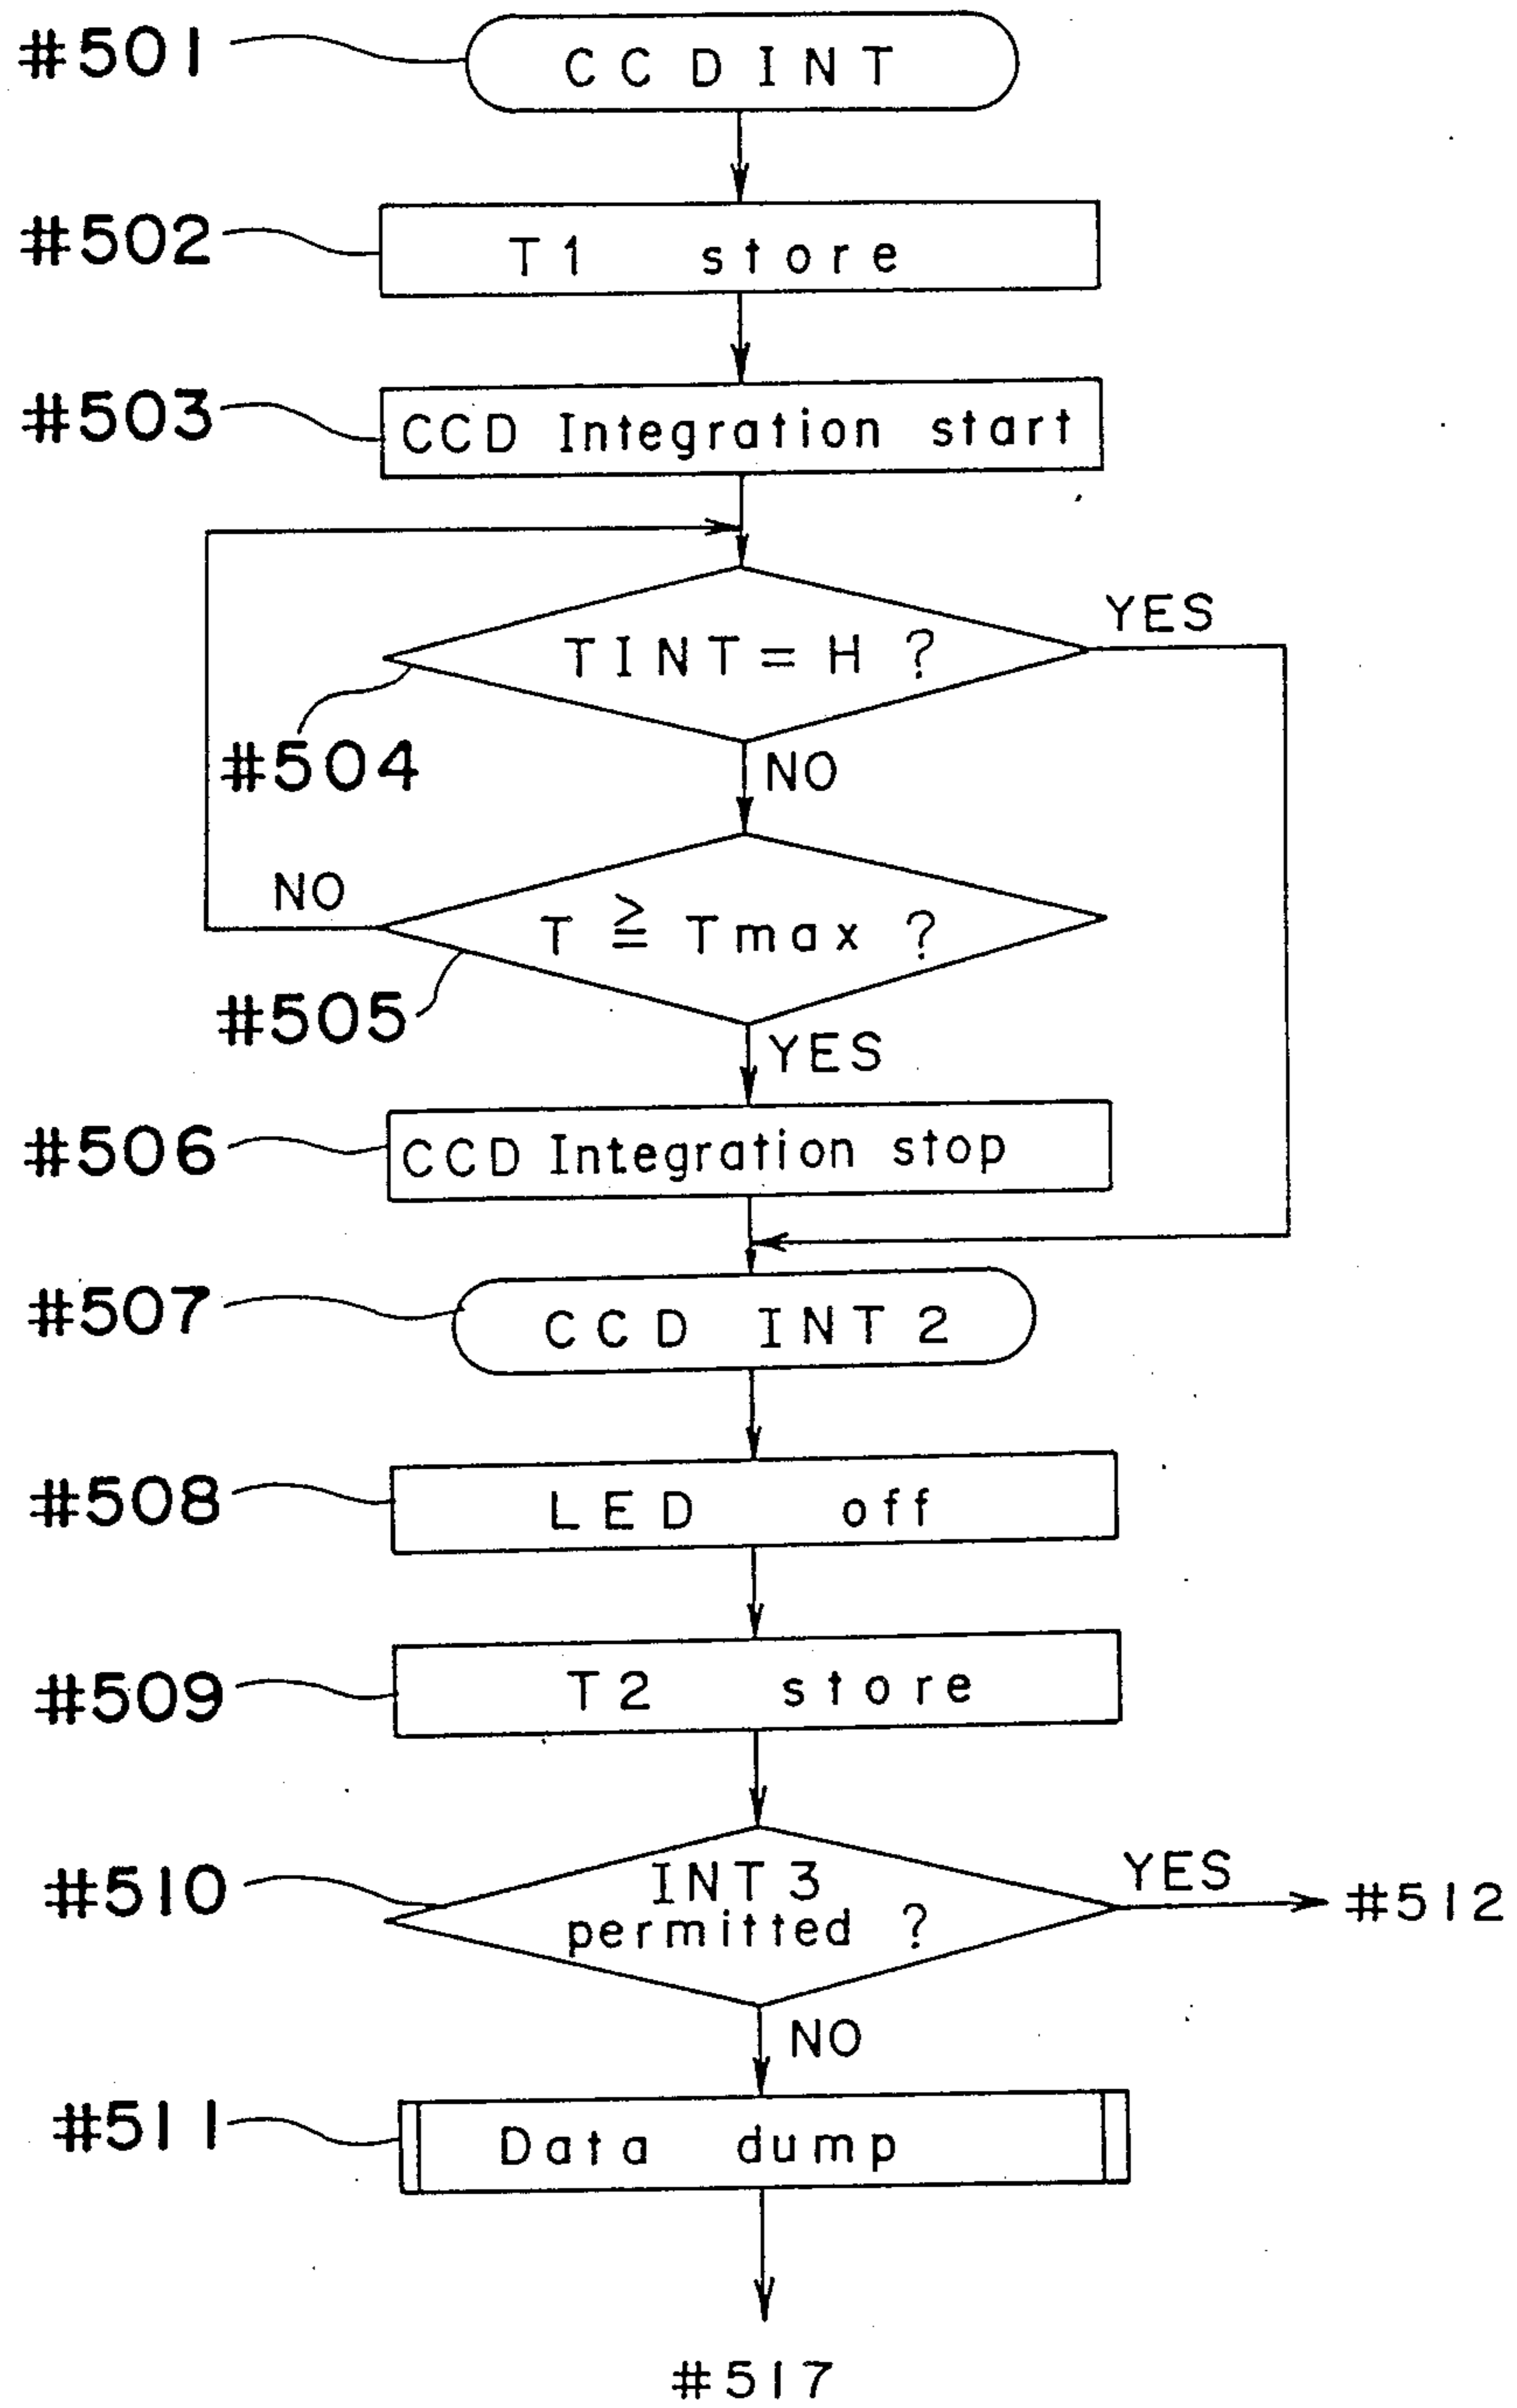 #501
CCDINT
#502
T1 store
#503
CCD Integration start
YES
TINT = H ?
#504
NO
NO
T ≧ Tmax ?
#505
YES
#506
CCD Integration stop
#507
CCD INT2
#508
LED off
#509
T2 store
#510
INT3
permitted ?
YES
#512
NO
#511
Data dump
#517